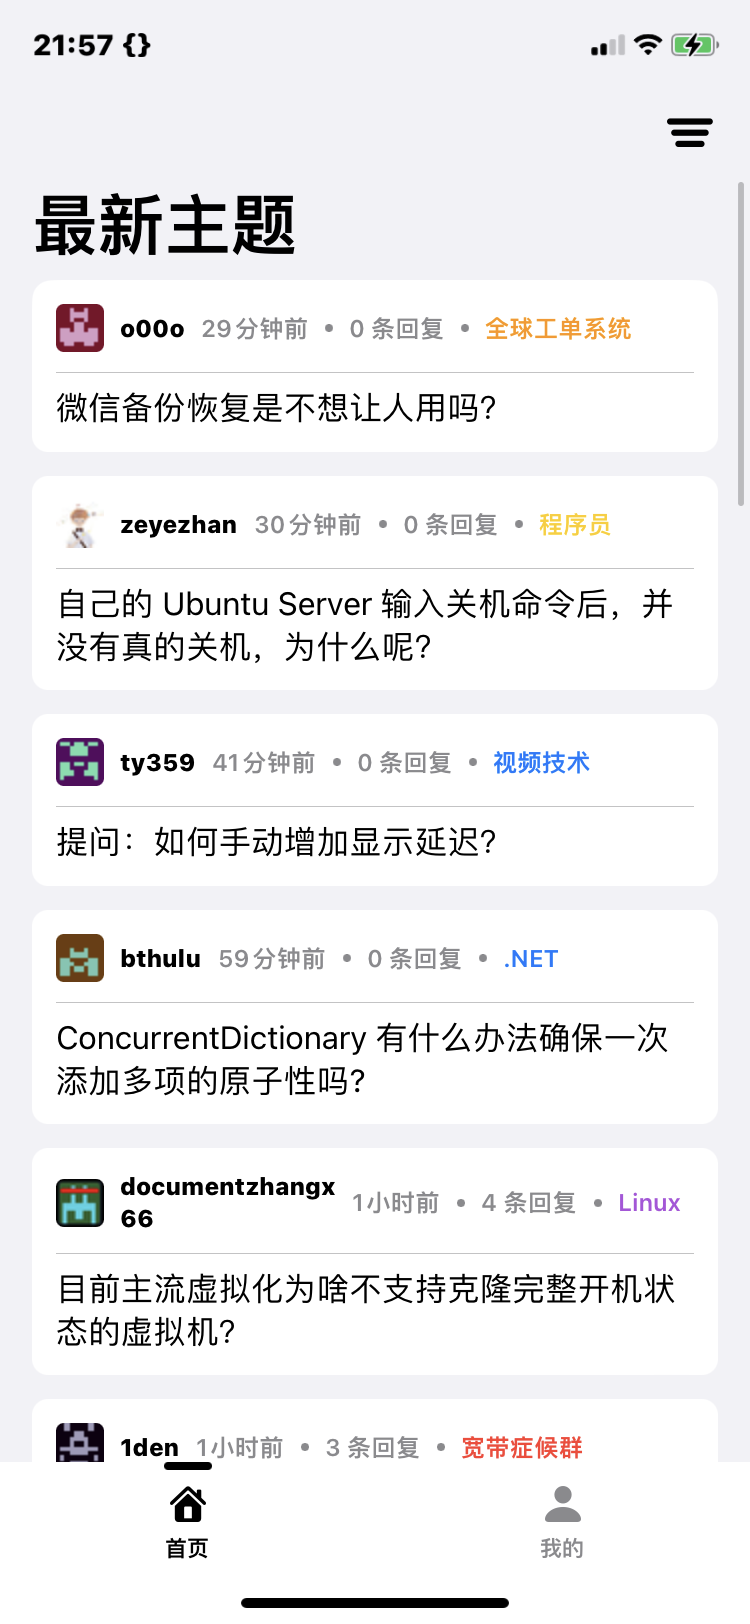 21:57 {}
最新主题
o00o 29分钟前 • 0 条回复 • 全球工单系统
微信备份恢复是不想让人用吗?
zeyezhan 30分钟前 • 0 条回复 • 程序员
自己的 Ubuntu Server 输入关机命令后，并
没有真的关机，为什么呢?
ty359 41分钟前 • 0 条回复 • 视频技术
提问：如何手动增加显示延迟?
bthulu 59分钟前 • 0 条回复 • .NET
ConcurrentDictionary 有什么办法确保一次
添加多项的原子性吗?
documentzhangx
66 1小时前 • 4 条回复 • Linux
目前主流虚拟化为啥不支持克隆完整开机状
态的虚拟机?
1den 1小时前 • 3 条回复 • 宽带症候群
首页 我的